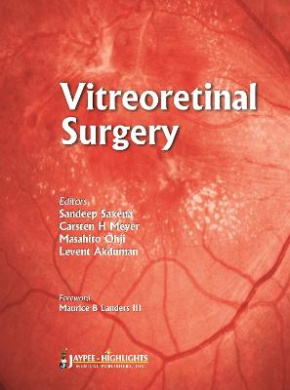 Vitreoretinal
Surgery
Editors
Sandeep Saxena
Carsten H Meyer
Masahito Ohji
Levent Akduman
Foreword
Maurice B Landers III
JAYPEE - HIGHLIGHTS
MEDICAL PUBLISHERS, INC.